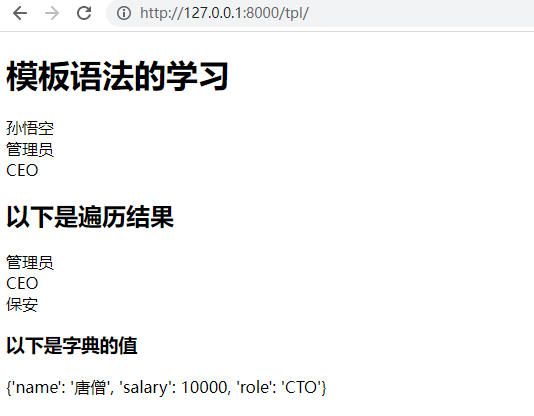 http://127.0.0.1:8000/tpl/
模板语法的学习
孙悟空
管理员
CEO
以下是遍历结果
管理员
CEO
保安
以下是字典的值
{'name': '唐僧', 'salary': 10000, 'role': 'CTO'}